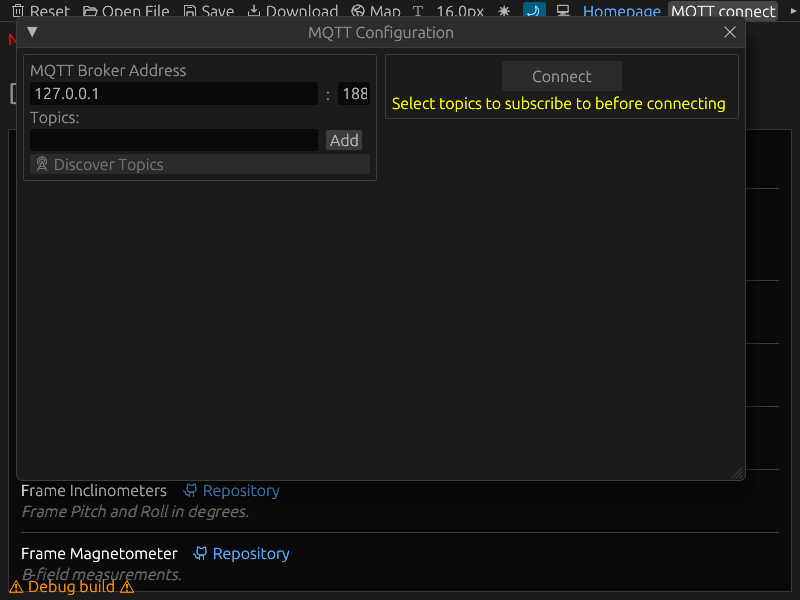 Reset Open File Save Download Map T 16.0px Homepage MQTT connect
MQTT Configuration
MQTT Broker Address
127.0.0.1 : 188
Topics:
Add
Discover Topics
Connect
Select topics to subscribe to before connecting
Frame Inclinometers Repository
Frame Pitch and Roll in degrees.
Frame Magnetometer Repository
B-field measurements.
⚠ Debug build ⚠